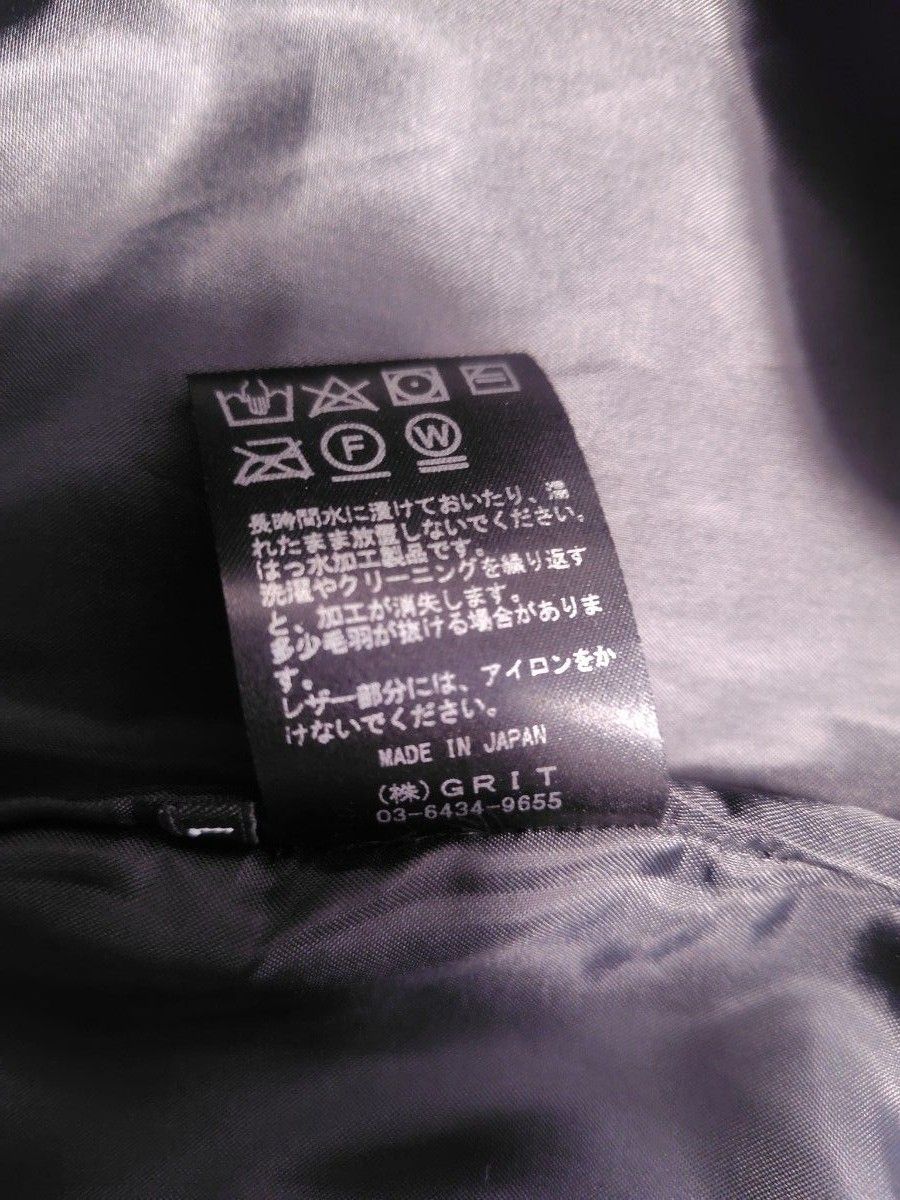 F W
長時間水に漬けておいたり、濡
れたまま放置しないでください。
はっ水加工製品です。
洗濯やクリーニングを繰り返す
と、加工が消失します。
多少毛羽が抜ける場合がありま
す。
レザー部分には、アイロンをか
けないでください。
MADE IN JAPAN
(株)GRIT
03-6434-9655